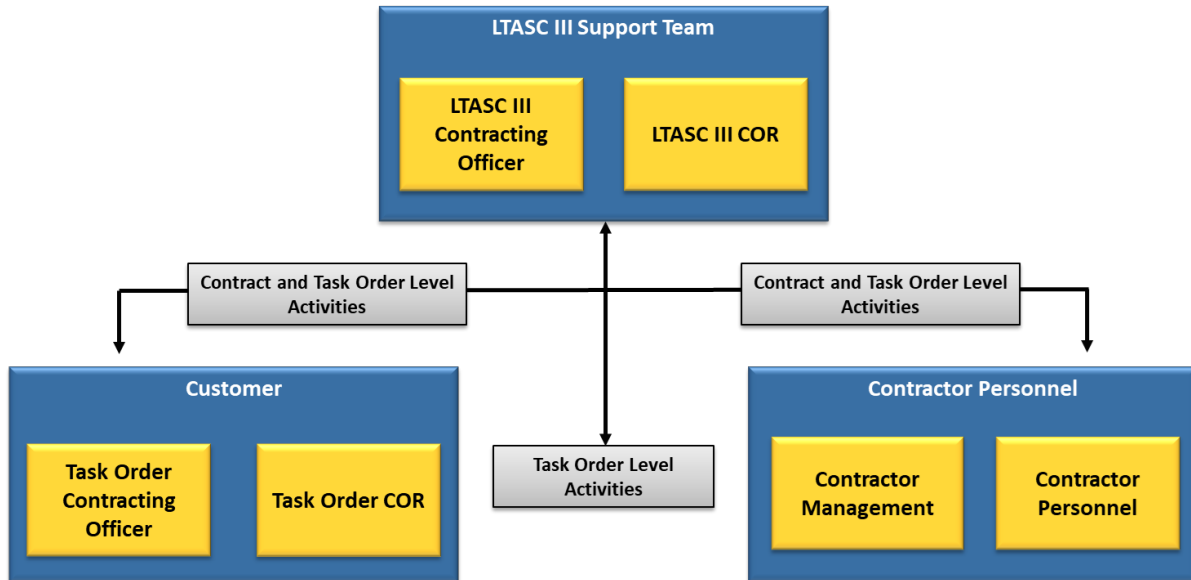 LTASC III Support Team
LTASC III
Contracting
Officer
LTASC III COR
Contract and Task Order Level
Activities
Contract and Task Order Level
Activities
Customer
Task Order
Contracting
Officer
Task Order COR
Task Order Level
Activities
Contractor Personnel
Contractor
Management
Contractor
Personnel